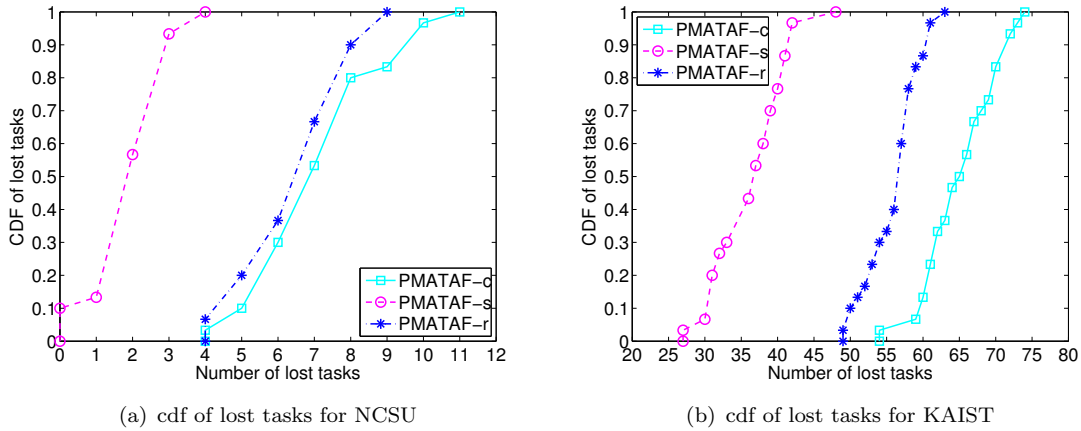 1
0.9
0.8
0.7
0.6
0.5
0.4
0.3
0.2
0.1
0
CDF of lost tasks
0 1 2 3 4 5 6 7 8 9 10 11 12
Number of lost tasks
PMATAF-c
PMATAF-s
PMATAF-r
(a) cdf of lost tasks for NCSU
1
0.9
0.8
0.7
0.6
0.5
0.4
0.3
0.2
0.1
0
CDF of lost tasks
20 25 30 35 40 45 50 55 60 65 70 75 80
Number of lost tasks
PMATAF-c
PMATAF-s
PMATAF-r
(b) cdf of lost tasks for KAIST